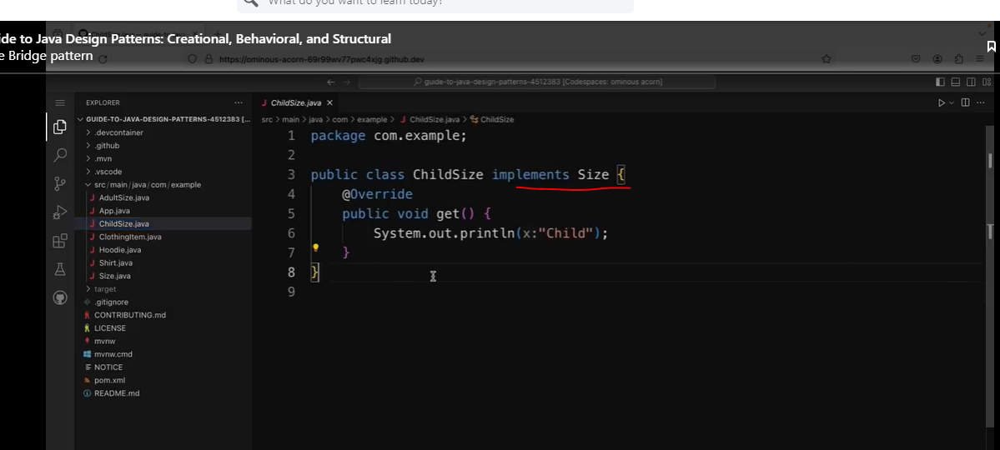 What do you want to learn today?
ide to Java Design Patterns: Creational, Behavioral, and Structural
e Bridge pattern
https://ominous-acorn-69r99wv77pwc4xjg.github.dev
guide-to-java-design-patterns-4512383 [Codespaces: ominous acorn]
EXPLORER
GUIDE-TO-JAVA-DESIGN-PATTERNS-4512383 [...
.devcontainer
.github
.mvn
.vscode
src/main/java/com/example
AdultSize.java
App.java
ChildSize.java
ClothingItem.java
Hoodie.java
Shirt.java
Size.java
target
.gitignore
CONTRIBUTING.md
LICENSE
mvnw
mvnw.cmd
NOTICE
pom.xml
README.md
ChildSize.java
src > main > java > com > example > ChildSize.java > ChildSize
1 package com.example;
2
3 public class ChildSize implements Size {
4 @Override
5 public void get() {
6 System.out.println(x:"Child");
7 }
8 }
9